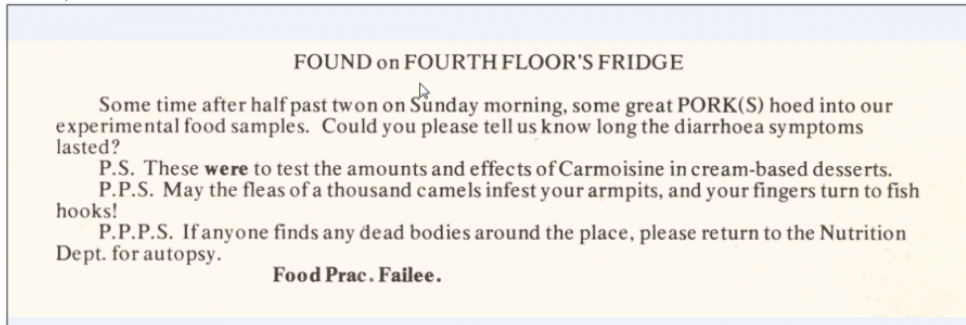 FOUND on FOURTH FLOOR'S FRIDGE
Some time after half past twon on Sunday morning, some great PORK(S) hoed into our
experimental food samples. Could you please tell us know long the diarrhoea symptoms
lasted?
P.S. These were to test the amounts and effects of Carmoisine in cream-based desserts.
P.P.S. May the fleas of a thousand camels infest your armpits, and your fingers turn to fish
hooks!
P.P.P.S. If anyone finds any dead bodies around the place, please return to the Nutrition
Dept. for autopsy.
Food Prac. Failee.